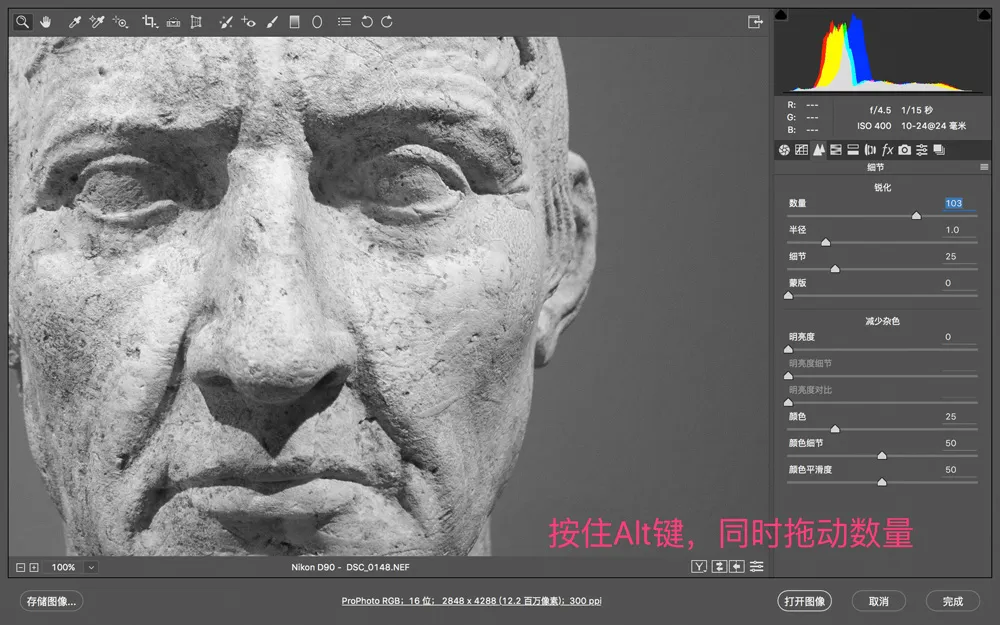 R: ---
G: ---
B: ---
f/4.5 1/15 秒
ISO 400 10-24@24 毫米
fx
细节
锐化
数量 103
半径 1.0
细节 25
蒙版 0
减少杂色
明亮度 0
明亮度细节
明亮度对比
颜色 25
颜色细节 50
颜色平滑度 50
按住Alt键，同时拖动数量
100% Nikon D90 - DSC_0148.NEF Y
存储图像... ProPhoto RGB; 16 位; 2848 x 4288 (12.2 百万像素); 300 ppi 打开图像 取消 完成